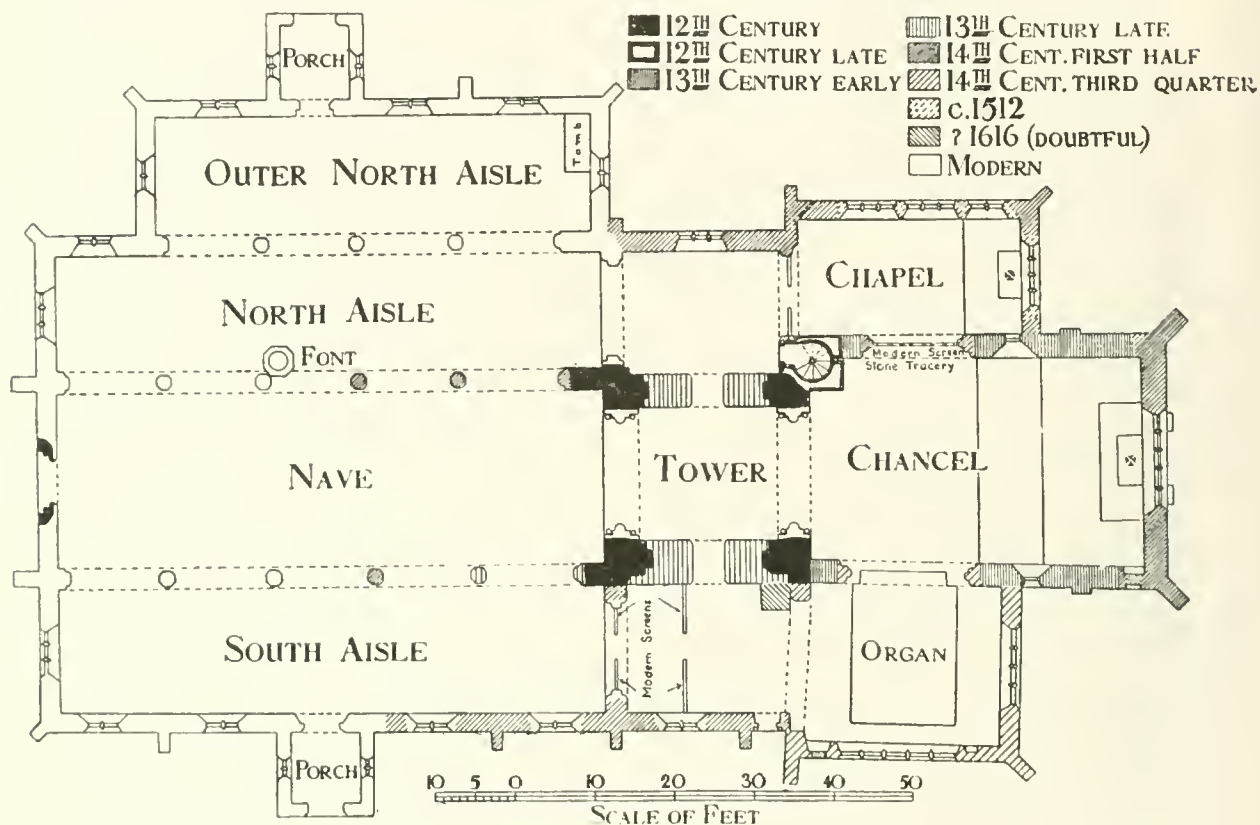 12TH CENTURY
12TH CENTURY LATE
13TH CENTURY EARLY
13TH CENTURY LATE
14TH CENT. FIRST HALF
14TH CENT. THIRD QUARTER
C.1512
? 1616 (DOUBTFUL)
MODERN
PORCH
Tomb
OUTER NORTH AISLE
NORTH AISLE
CHAPEL
FONT
Modern Screen
Stone Tracery
NAVE
TOWER
CHANCEL
SOUTH AISLE
Modern Screens
ORGAN
PORCH
10 5 0 10 20 30 40 50
SCALE OF FEET